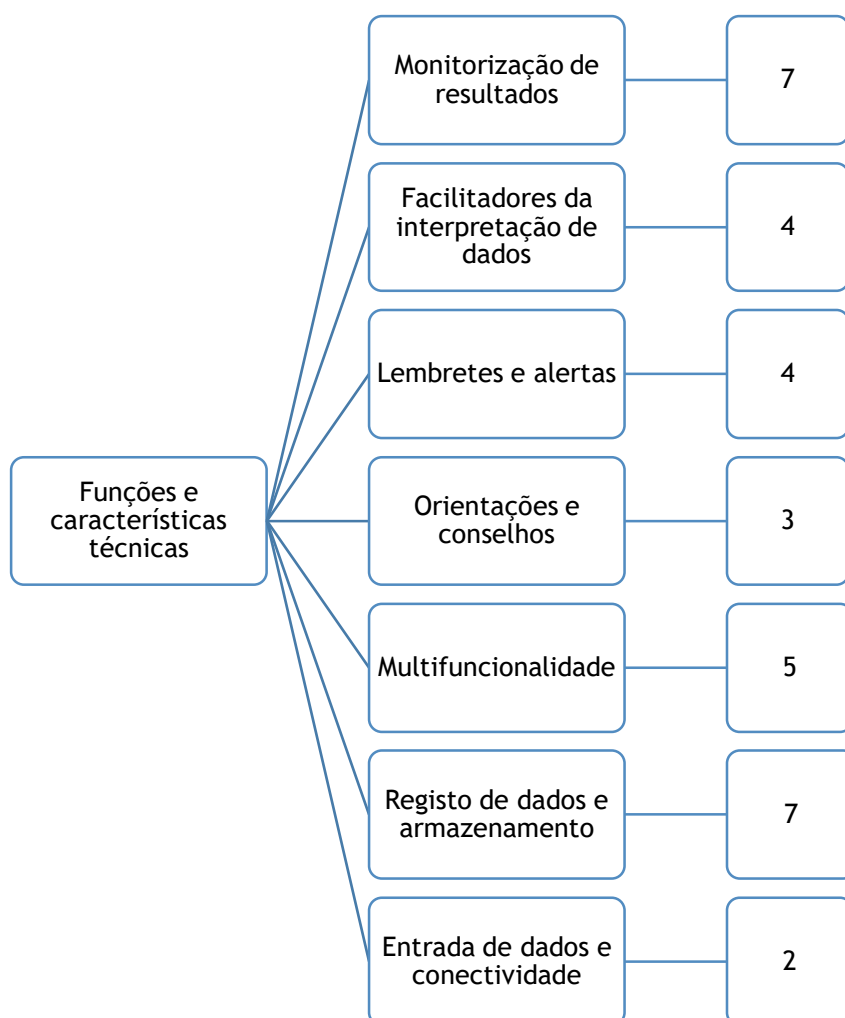 Monitorização de
resultados
7
Facilitadores da
interpretação de
dados
4
Lembretes e alertas
4
Funções e
características
técnicas
Orientações e
conselhos
3
Multifuncionalidade
5
Registo de dados e
armazenamento
7
Entrada de dados e
conectividade
2